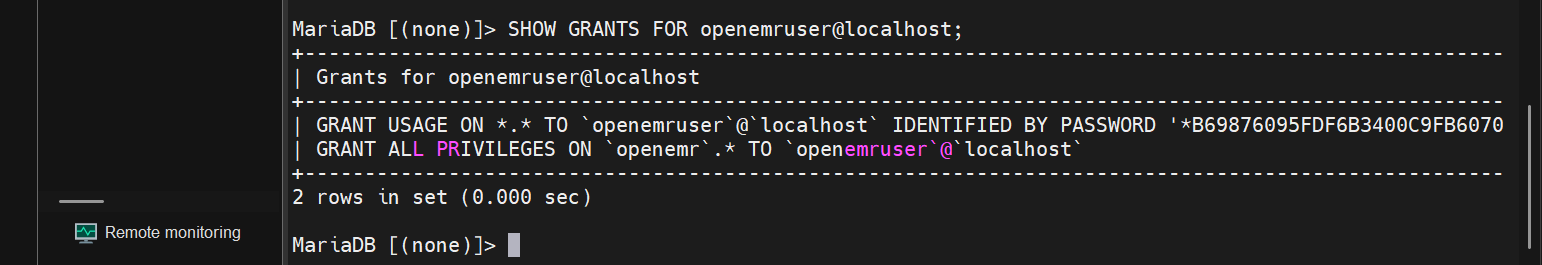 MariaDB [(none)]> SHOW GRANTS FOR openemruser@localhost;
+----------------------------------------------------------------------------------------------------
| Grants for openemruser@localhost
+----------------------------------------------------------------------------------------------------
| GRANT USAGE ON *.* TO `openemruser`@`localhost` IDENTIFIED BY PASSWORD '*B69876095FDF6B3400C9FB6070
| GRANT ALL PRIVILEGES ON `openemr`.* TO `openemruser`@`localhost`
+----------------------------------------------------------------------------------------------------
2 rows in set (0.000 sec)
Remote monitoring
MariaDB [(none)]>